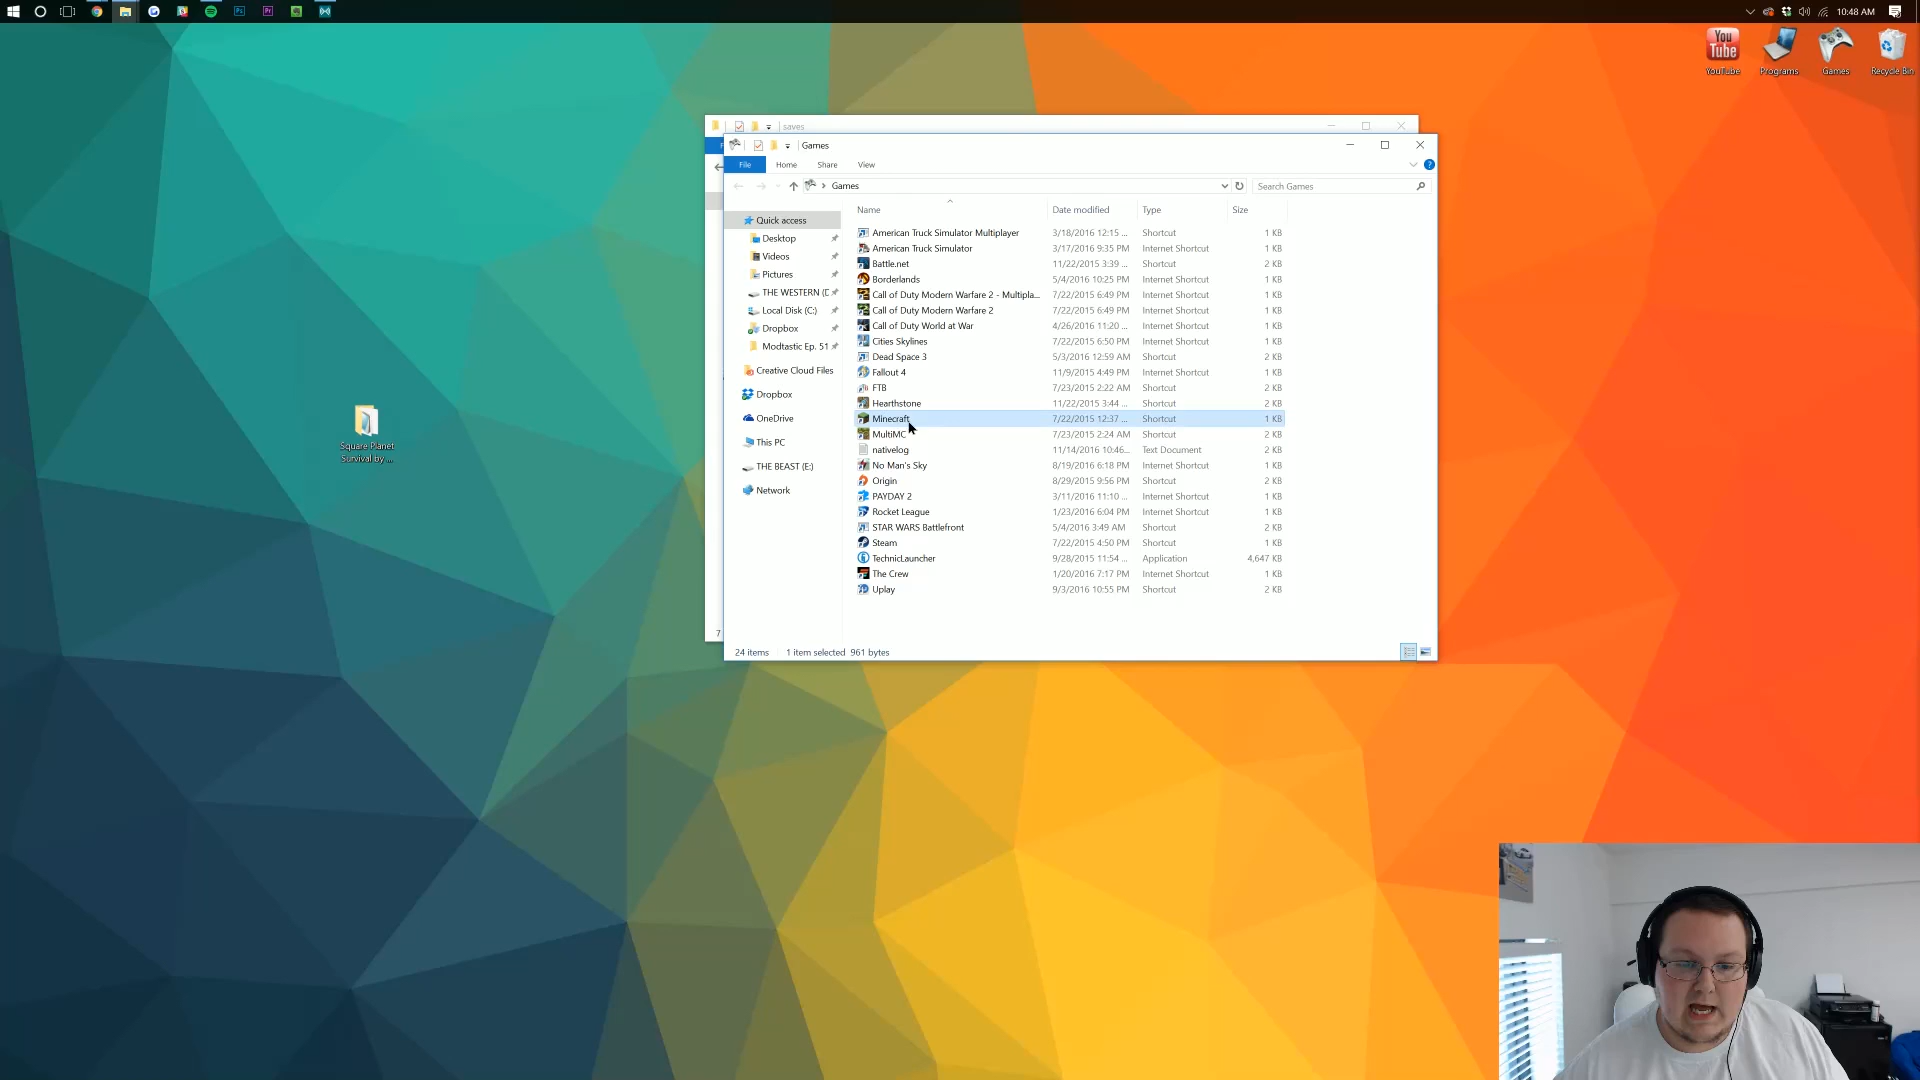 10:48 AM
You
Tube
YouTube
Programs
Games
Recycle Bin
saves
Games
File
Home
Share
View
Games
Search Games
Name
Date modified
Type
Size
Quick access
Desktop
Videos
Pictures
THE WESTERN (D
Local Disk (C:)
Dropbox
Modtastic Ep. 51
Creative Cloud Files
Dropbox
OneDrive
This PC
THE BEAST (E:)
Network
American Truck Simulator Multiplayer 3/18/2016 12:15 ... Shortcut 1 KB
American Truck Simulator 3/17/2016 9:35 PM Internet Shortcut 1 KB
Battle.net 11/22/2015 3:39 ... Shortcut 2 KB
Borderlands 5/4/2016 10:25 PM Internet Shortcut 1 KB
Call of Duty Modern Warfare 2 - Multipla... 7/22/2015 6:49 PM Internet Shortcut 1 KB
Call of Duty Modern Warfare 2 7/22/2015 6:49 PM Internet Shortcut 1 KB
Call of Duty World at War 4/26/2016 11:20 ... Internet Shortcut 1 KB
Cities Skylines 7/22/2015 6:50 PM Internet Shortcut 1 KB
Dead Space 3 5/3/2016 12:59 AM Shortcut 2 KB
Fallout 4 11/9/2015 4:49 PM Internet Shortcut 1 KB
FTB 7/23/2015 2:22 AM Shortcut 2 KB
Hearthstone 11/22/2015 3:44 ... Shortcut 2 KB
Minecraft 7/22/2015 12:37 ... Shortcut 1 KB
MultiMC 7/23/2015 2:24 AM Shortcut 2 KB
nativelog 11/14/2016 10:46... Text Document 2 KB
No Man's Sky 8/19/2016 6:18 PM Internet Shortcut 1 KB
Origin 8/29/2015 9:56 PM Shortcut 2 KB
PAYDAY 2 3/11/2016 11:10 ... Internet Shortcut 1 KB
Rocket League 1/23/2016 6:04 PM Internet Shortcut 1 KB
STAR WARS Battlefront 5/4/2016 3:49 AM Shortcut 2 KB
Steam 7/22/2015 4:50 PM Shortcut 1 KB
TechnicLauncher 9/28/2015 11:54 ... Application 4,647 KB
The Crew 1/20/2016 7:17 PM Internet Shortcut 1 KB
Uplay 9/3/2016 10:55 PM Shortcut 2 KB
7
24 items
1 item selected 961 bytes
Square Planet
Survival by ...